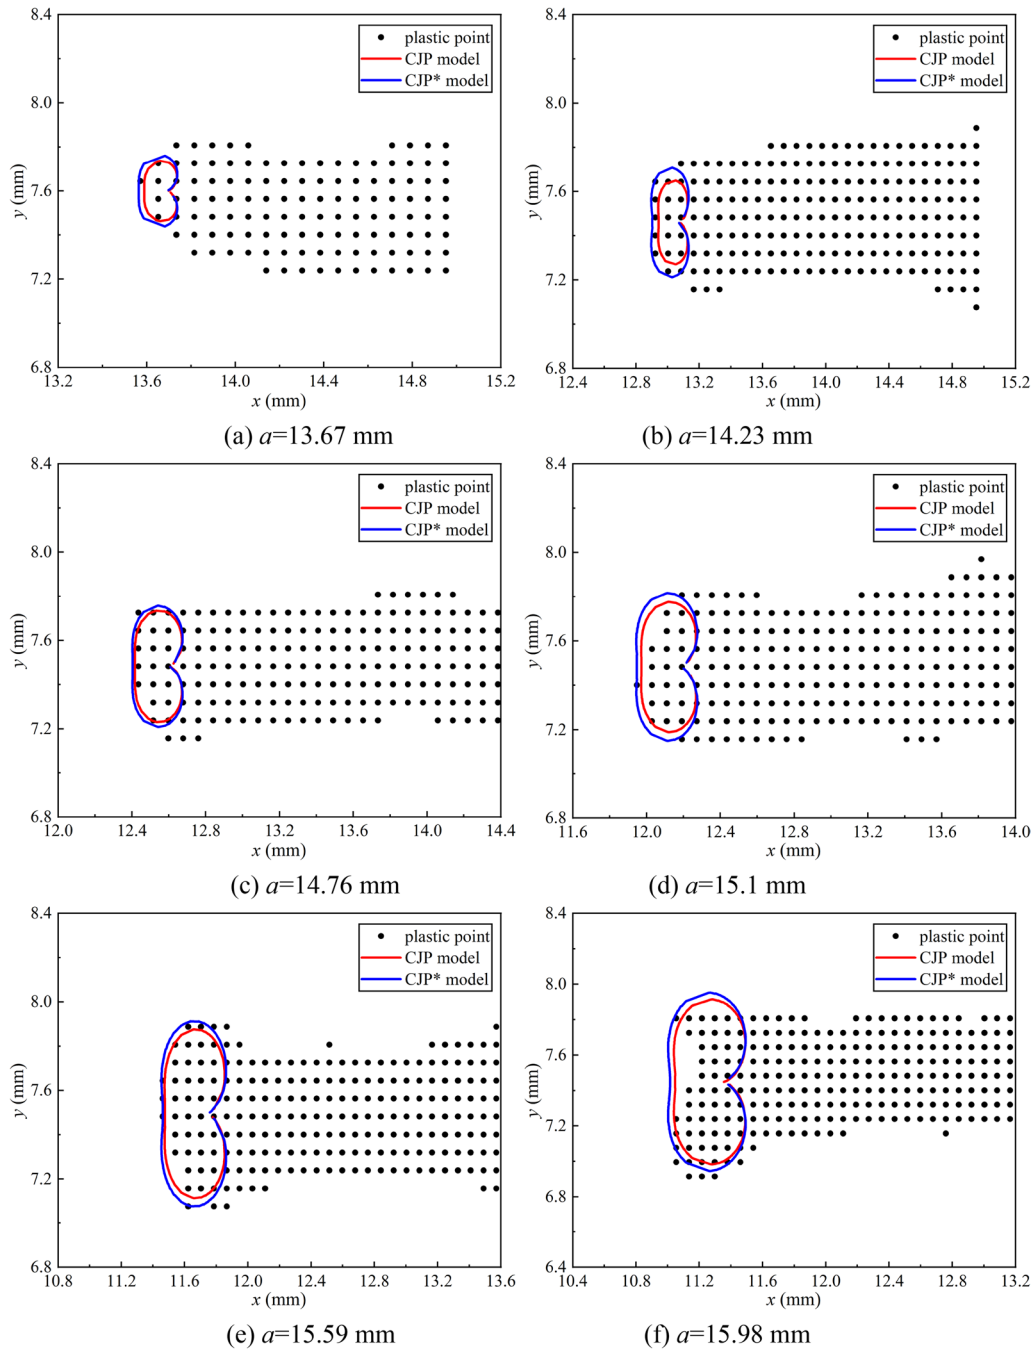 8.4
8.0
7.6
7.2
6.8
y (mm)
13.2 13.6 14.0 14.4 14.8 15.2
x (mm)
plastic point
CJP model
CJP* model
(a) a=13.67 mm
8.4
8.0
7.6
7.2
6.8
y (mm)
12.4 12.8 13.2 13.6 14.0 14.4 14.8 15.2
x (mm)
plastic point
CJP model
CJP* model
(b) a=14.23 mm
8.4
8.0
7.6
7.2
6.8
y (mm)
12.0 12.4 12.8 13.2 13.6 14.0 14.4
x (mm)
plastic point
CJP model
CJP* model
(c) a=14.76 mm
8.4
8.0
7.6
7.2
6.8
y (mm)
11.6 12.0 12.4 12.8 13.2 13.6 14.0
x (mm)
plastic point
CJP model
CJP* model
(d) a=15.1 mm
8.4
8.0
7.6
7.2
6.8
y (mm)
10.8 11.2 11.6 12.0 12.4 12.8 13.2 13.6
x (mm)
plastic point
CJP model
CJP* model
(e) a=15.59 mm
8.4
8.0
7.6
7.2
6.8
6.4
y (mm)
10.4 10.8 11.2 11.6 12.0 12.4 12.8 13.2
x (mm)
plastic point
CJP model
CJP* model
(f) a=15.98 mm